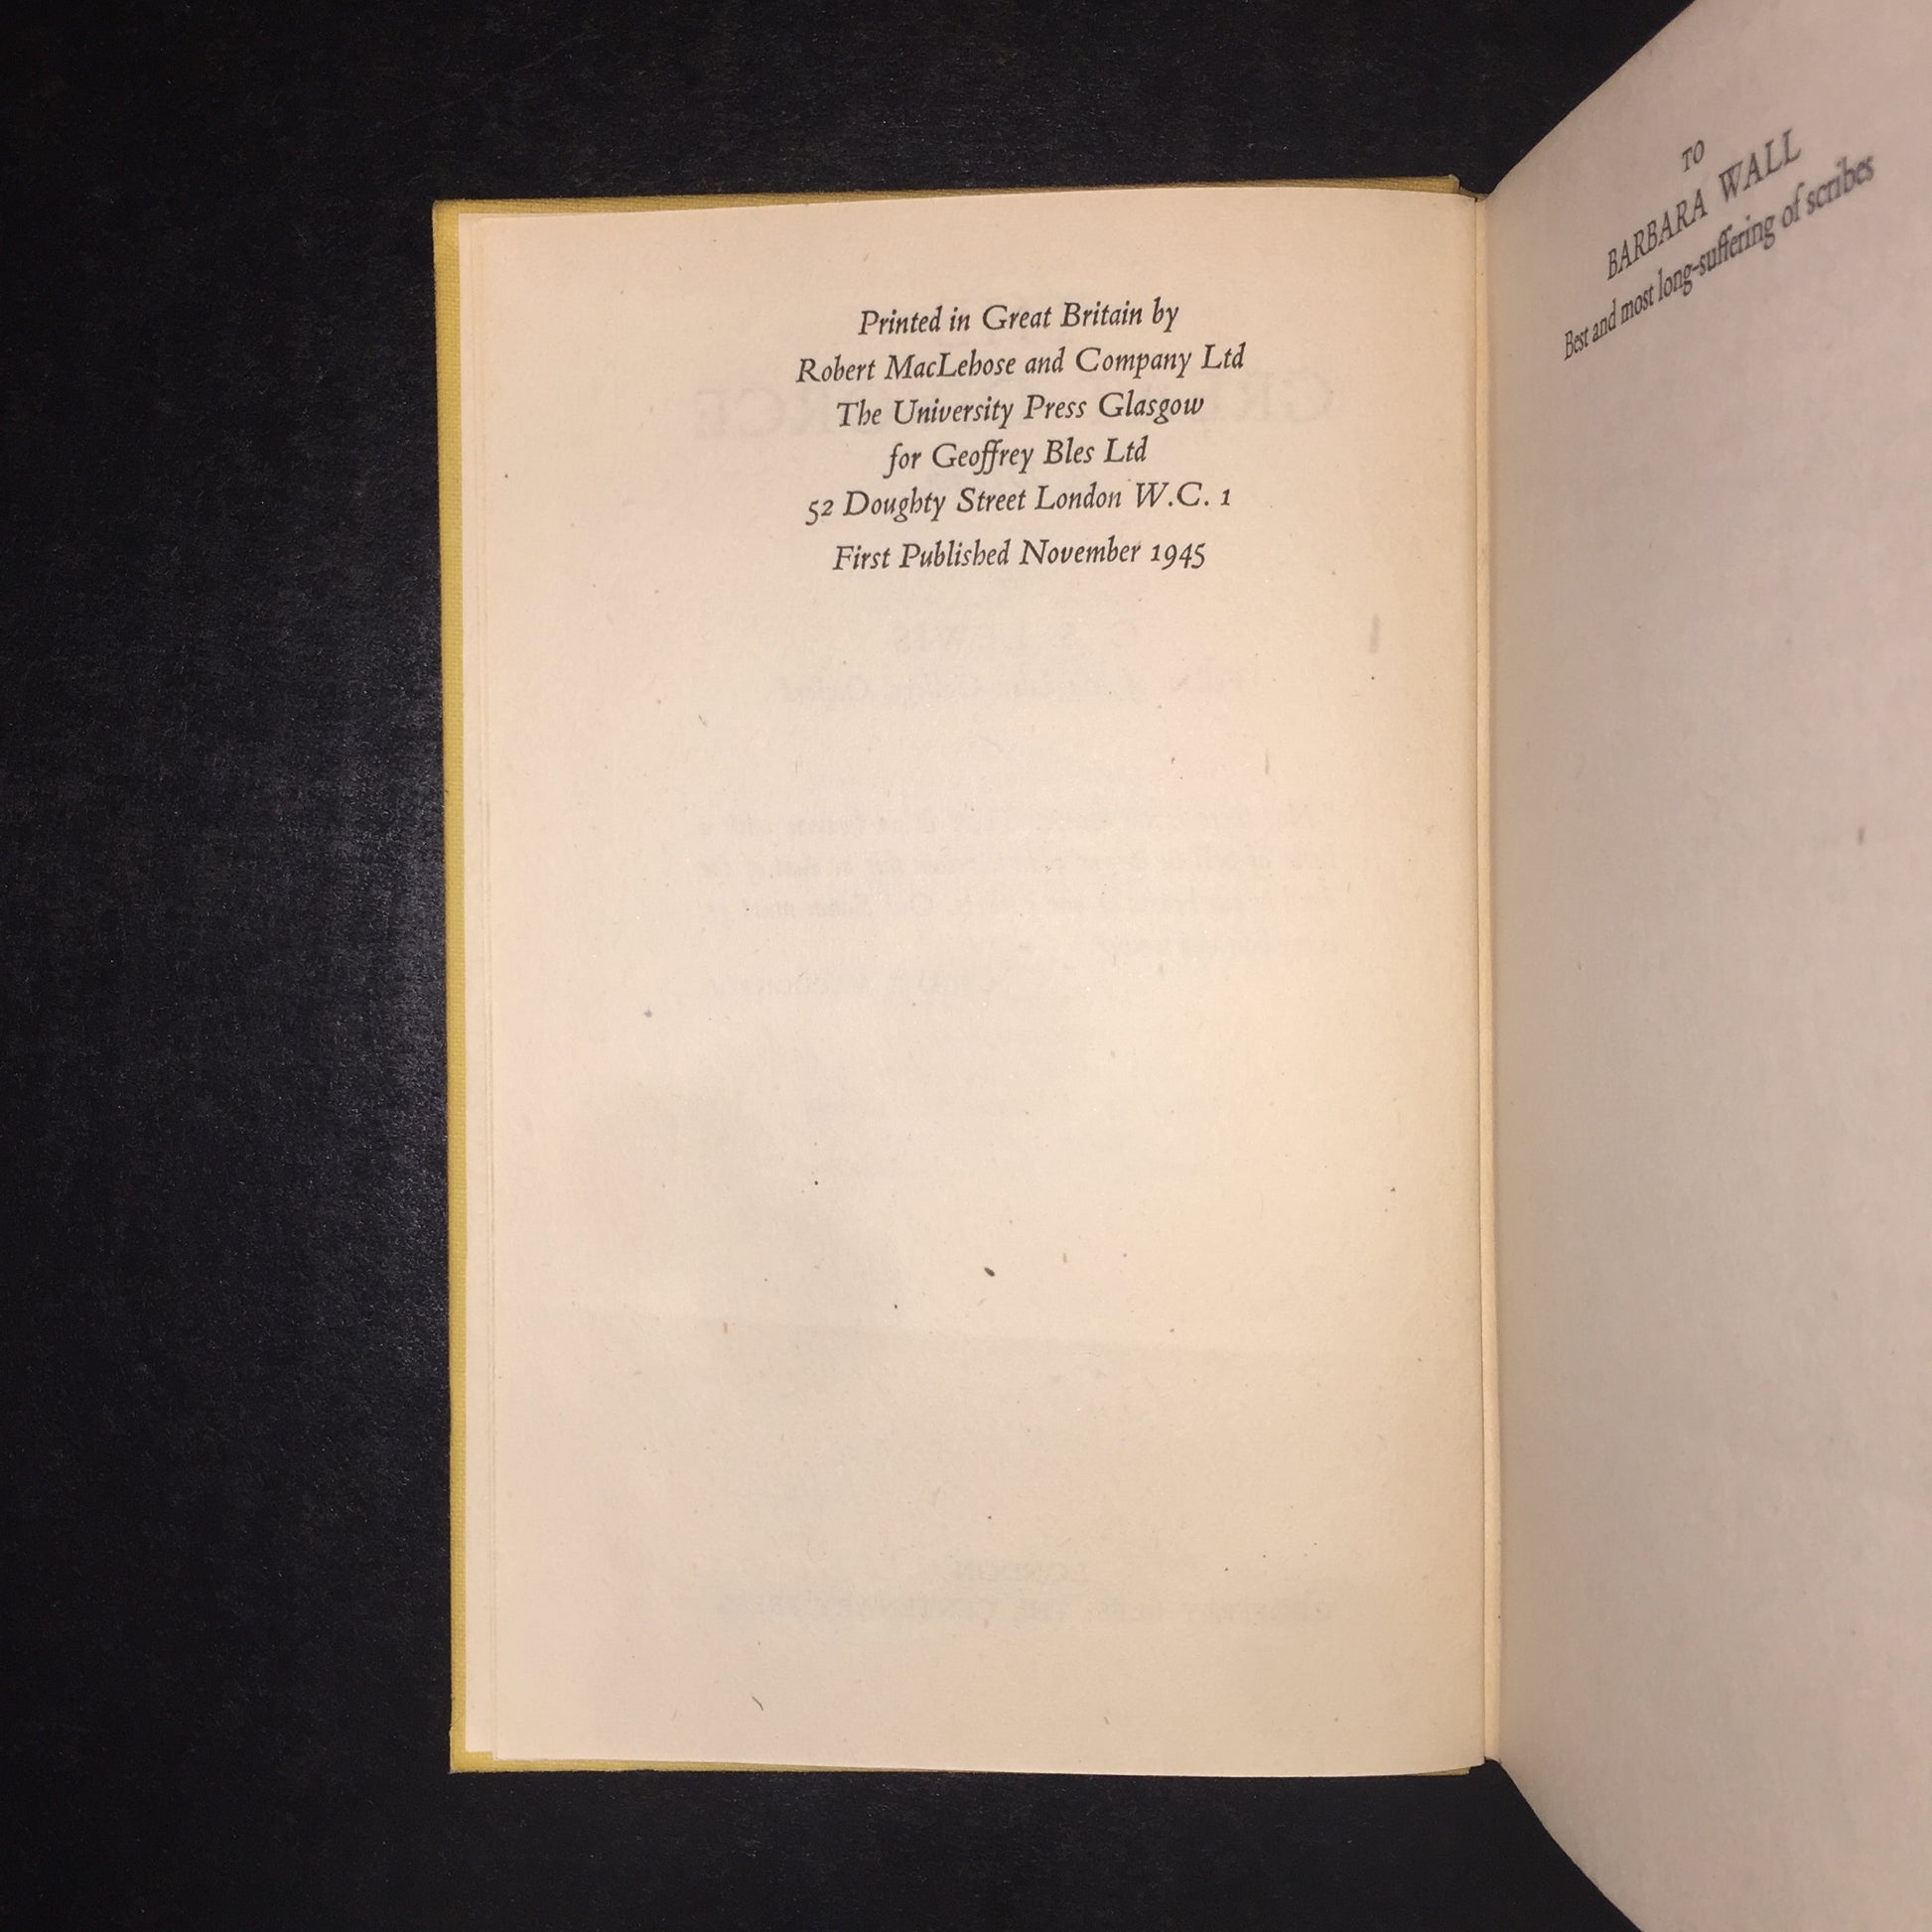 Printed in Great Britain by
Robert MacLehose and Company Ltd
The University Press Glasgow
for Geoffrey Bles Ltd
52 Doughty Street London W.C. 1
First Published November 1945
TO
BARBARA WALL
Best and most long-suffering of scribes